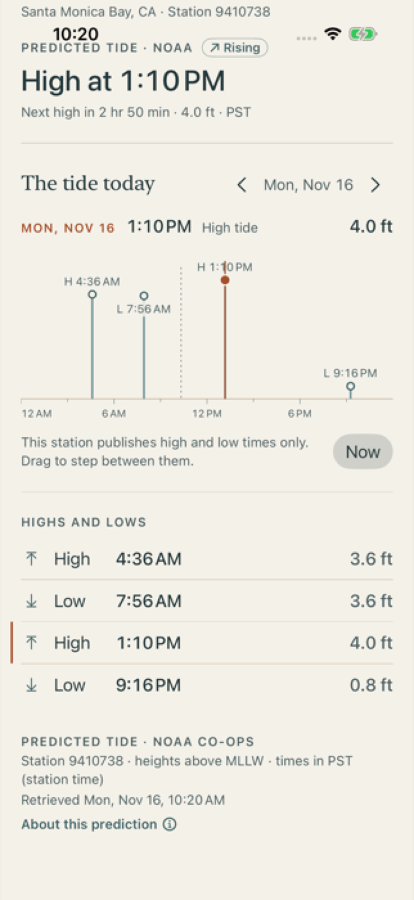 Santa Monica Bay, CA · Station 9410738
10:20
PREDICTED TIDE · NOAA ↗ Rising
High at 1:10 PM
Next high in 2 hr 50 min · 4.0 ft · PST
The tide today
Mon, Nov 16
MON, NOV 16 1:10 PM High tide 4.0 ft
H 1:10 PM
H 4:36 AM
L 7:56 AM
L 9:16 PM
12 AM 6 AM 12 PM 6 PM
This station publishes high and low times only.
Drag to step between them.
Now
HIGHS AND LOWS
High 4:36 AM 3.6 ft
Low 7:56 AM 3.6 ft
High 1:10 PM 4.0 ft
Low 9:16 PM 0.8 ft
PREDICTED TIDE · NOAA CO-OPS
Station 9410738 · heights above MLLW · times in PST
(station time)
Retrieved Mon, Nov 16, 10:20 AM
About this prediction